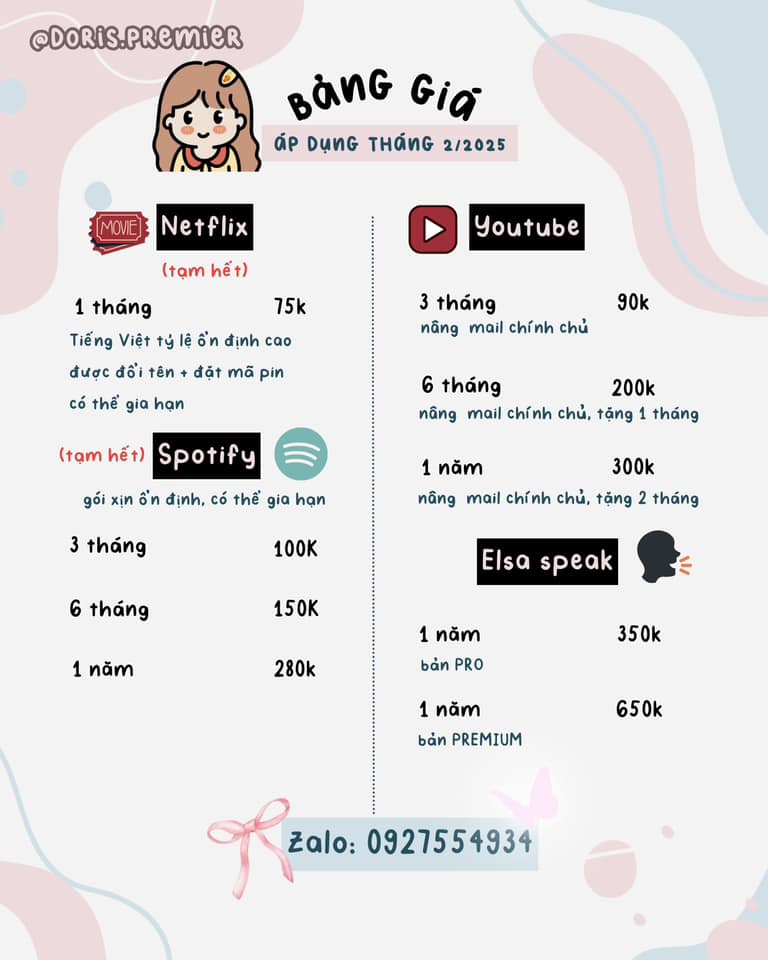 @DORIS.PREMIER
BảNG Giá
áP DụNG THáNG 2/2025
MOVIE
Netflix
(tạm hết)
1 tháng 75k
Tiếng Việt tỷ lệ ổn định cao
được đổi tên + đặt mã pin
có thể gia hạn
(tạm hết) Spotify
gói xịn ổn định, có thể gia hạn
3 tháng 100K
6 tháng 150K
1 năm 280k
Youtube
3 tháng 90k
nâng mail chính chủ
6 tháng 200k
nâng mail chính chủ, tặng 1 tháng
1 năm 300k
nâng mail chính chủ, tặng 2 tháng
Elsa speak
1 năm 350k
bản PRO
1 năm 650k
bản PREMIUM
Zalo: 0927554934